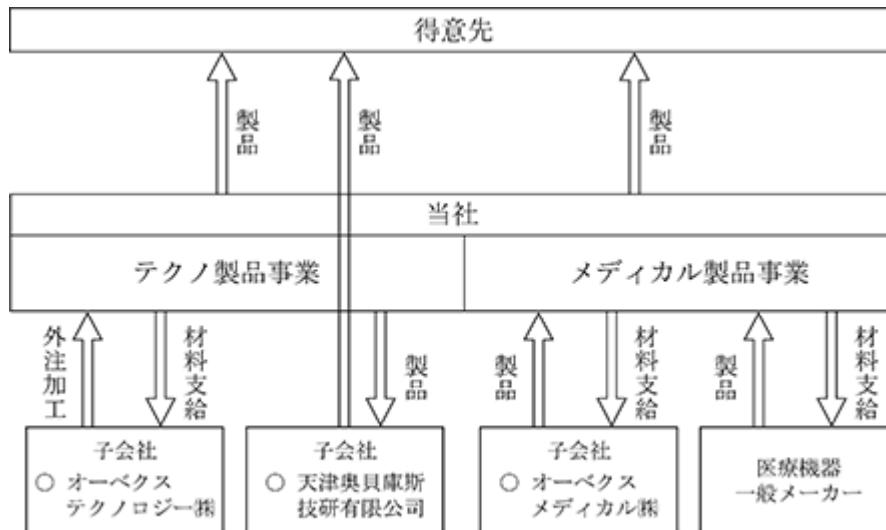 得意先
製品
製品
製品
当社
テクノ製品事業
メディカル製品事業
外注加工
材料支給
製品
製品
材料支給
製品
材料支給
子会社
○ オーベクス
テクノロジー㈱
子会社
○ 天津奥貝庫斯
技研有限公司
子会社
○ オーベクス
メディカル㈱
医療機器
一般メーカー